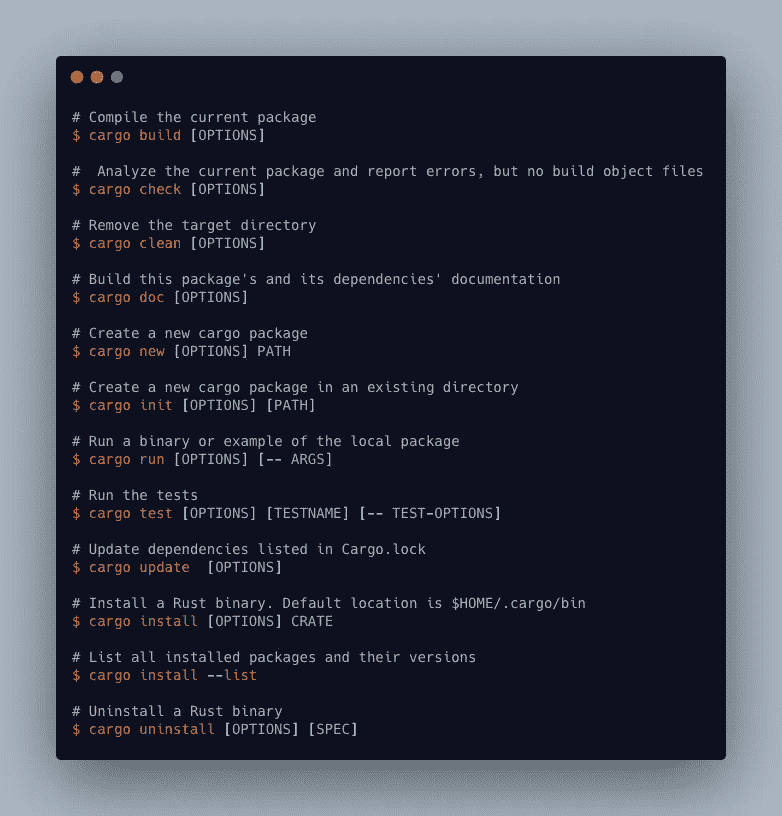 # Compile the current package
$ cargo build [OPTIONS]
#  Analyze the current package and report errors, but no build object files
$ cargo check [OPTIONS]
# Remove the target directory
$ cargo clean [OPTIONS]
# Build this package's and its dependencies' documentation
$ cargo doc [OPTIONS]
# Create a new cargo package
$ cargo new [OPTIONS] PATH
# Create a new cargo package in an existing directory
$ cargo init [OPTIONS] [PATH]
# Run a binary or example of the local package
$ cargo run [OPTIONS] [-- ARGS]
# Run the tests
$ cargo test [OPTIONS] [TESTNAME] [-- TEST-OPTIONS]
# Update dependencies listed in Cargo.lock
$ cargo update  [OPTIONS]
# Install a Rust binary. Default location is $HOME/.cargo/bin
$ cargo install [OPTIONS] CRATE
# List all installed packages and their versions
$ cargo install --list
# Uninstall a Rust binary
$ cargo uninstall [OPTIONS] [SPEC]